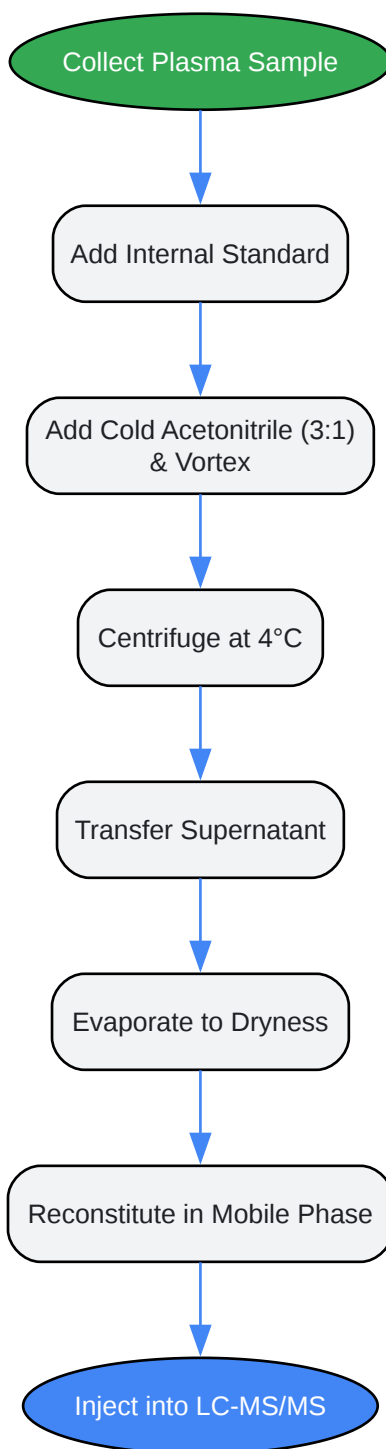 Collect Plasma Sample
Add Internal Standard
Add Cold Acetonitrile (3:1)
& Vortex
Centrifuge at 4°C
Transfer Supernatant
Evaporate to Dryness
Reconstitute in Mobile Phase
Inject into LC-MS/MS